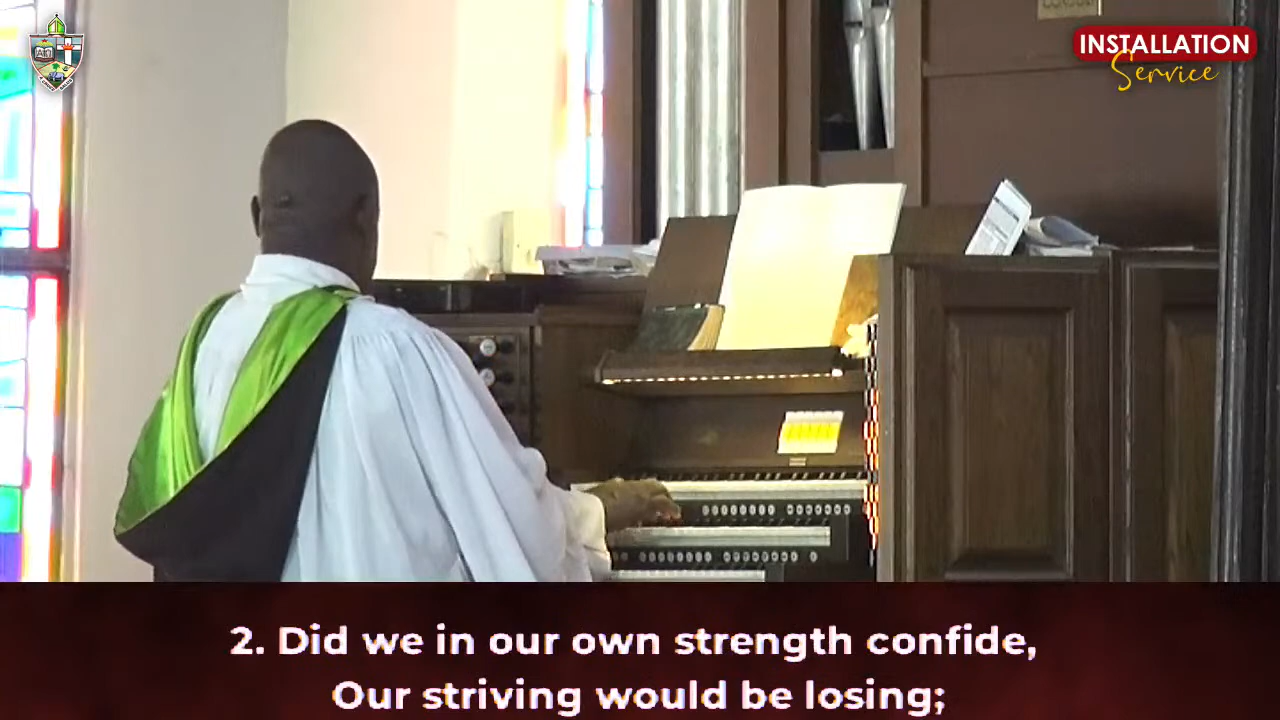 INSTALLATION
Service
2. Did we in our own strength confide,
Our striving would be losing;